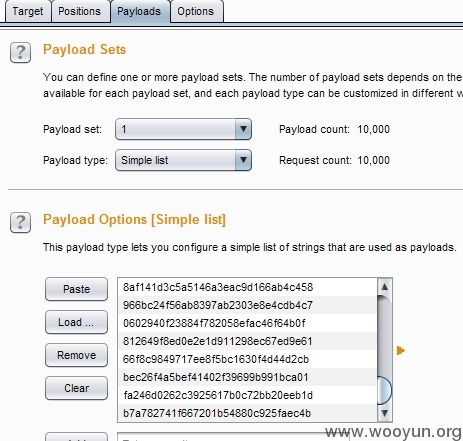 Target Positions Payloads Options
? Payload Sets
You can define one or more payload sets. The number of payload sets depends on the
available for each payload set, and each payload type can be customized in different w
Payload set: 1 Payload count: 10,000
Payload type: Simple list Request count: 10,000
? Payload Options [Simple list]
This payload type lets you configure a simple list of strings that are used as payloads.
Paste
Load ...
Remove
Clear
8af141d3c5a5146a3eac9d166ab4c458
966bc24f56ab8397ab2303e8e4cdb4c7
0602940f23884f782058efac46f64b0f
812649f8ed0e2e1d911298ec67ed9e61
66f8c9849717ee8f5bc1630f4d44d2cb
bec26f4a5bef41402f39699b991bca01
fa246d0262c3925617b0c72bb20eeb1d
b7a782741f667201b54880c925faec4b
www.wooyun.org